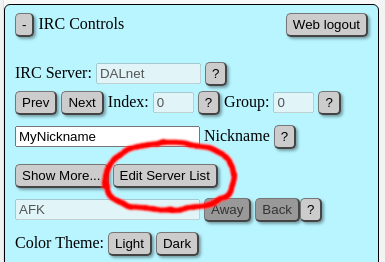 - IRC Controls Web logout
IRC Server: DALnet ?
Prev Next Index: 0 ? Group: 0 ?
MyNickname Nickname ?
Show More... Edit Server List
AFK Away Back ?
Color Theme: Light Dark